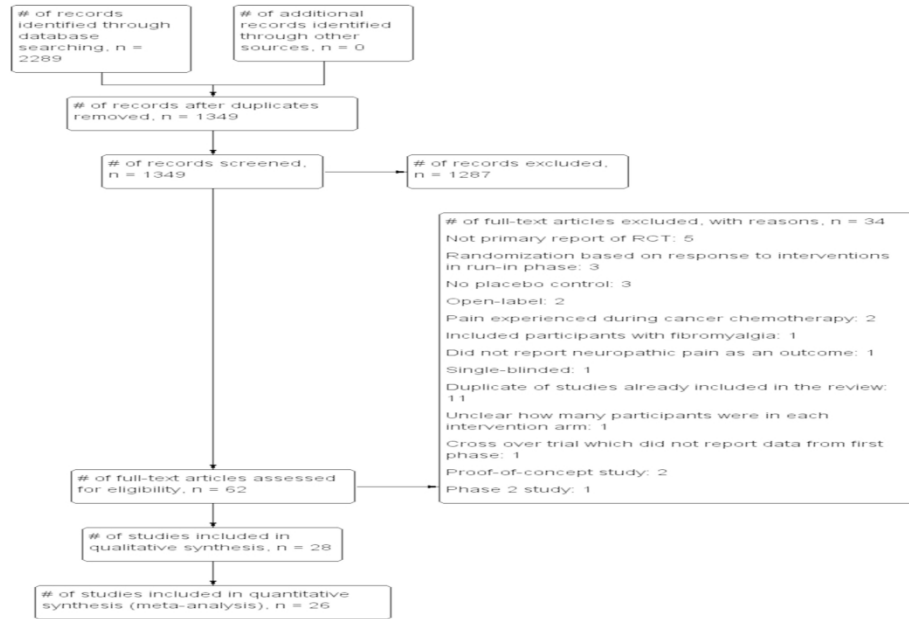 # of records
identified through
database
searching, n =
2289
# of additional
records identified
through other
sources, n = 0
# of records after duplicates
removed, n = 1349
# of records screened,
n = 1349
# of records excluded,
n = 1287
# of full-text articles excluded, with reasons, n = 34
Not primary report of RCT: 5
Randomization based on response to interventions
in run-in phase: 3
No placebo control: 3
Open-label: 2
Pain experienced during cancer chemotherapy: 2
Included participants with fibromyalgia: 1
Did not report neuropathic pain as an outcome: 1
Single-blinded: 1
Duplicate of studies already included in the review:
11
Unclear how many participants were in each
intervention arm: 1
Cross over trial which did not report data from first
phase: 1
Proof-of-concept study: 2
Phase 2 study: 1
# of full-text articles assessed
for eligibility, n = 62
# of studies included in
qualitative synthesis, n = 28
# of studies included in quantitative
synthesis (meta-analysis), n = 26